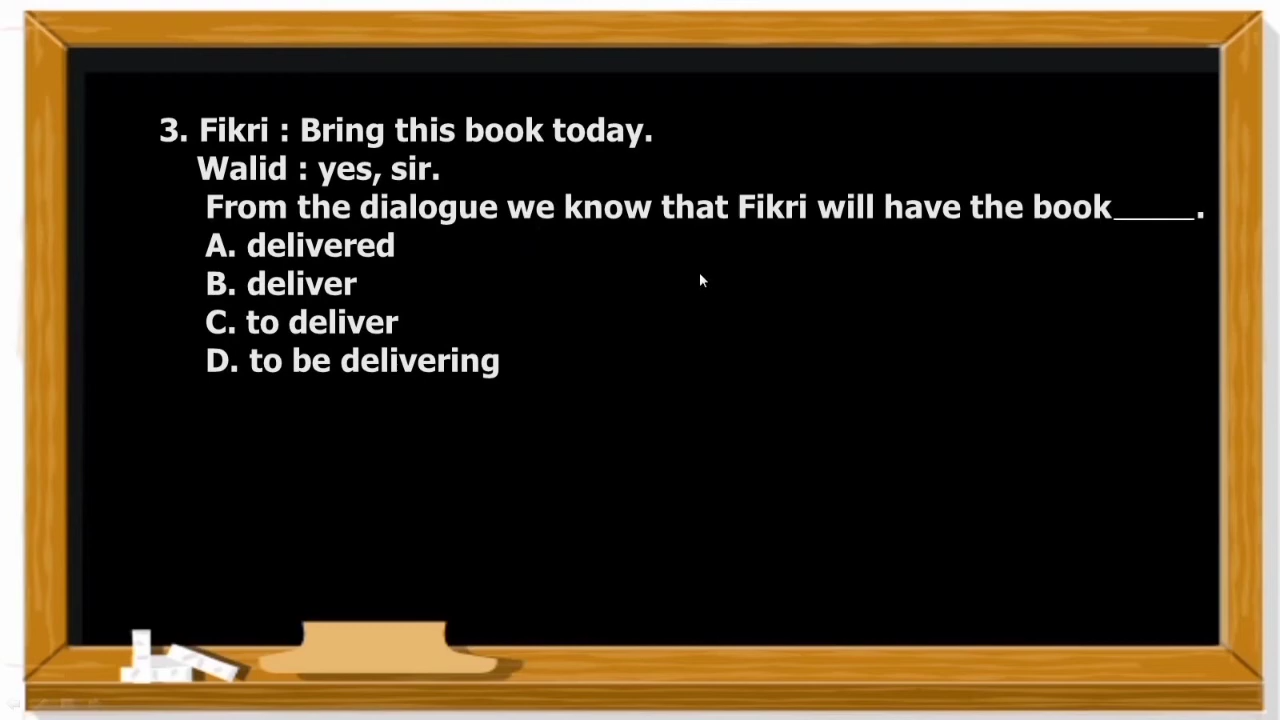 3. Fikri : Bring this book today.
Walid : yes, sir.
From the dialogue we know that Fikri will have the book_____.
A. delivered
B. deliver
C. to deliver
D. to be delivering